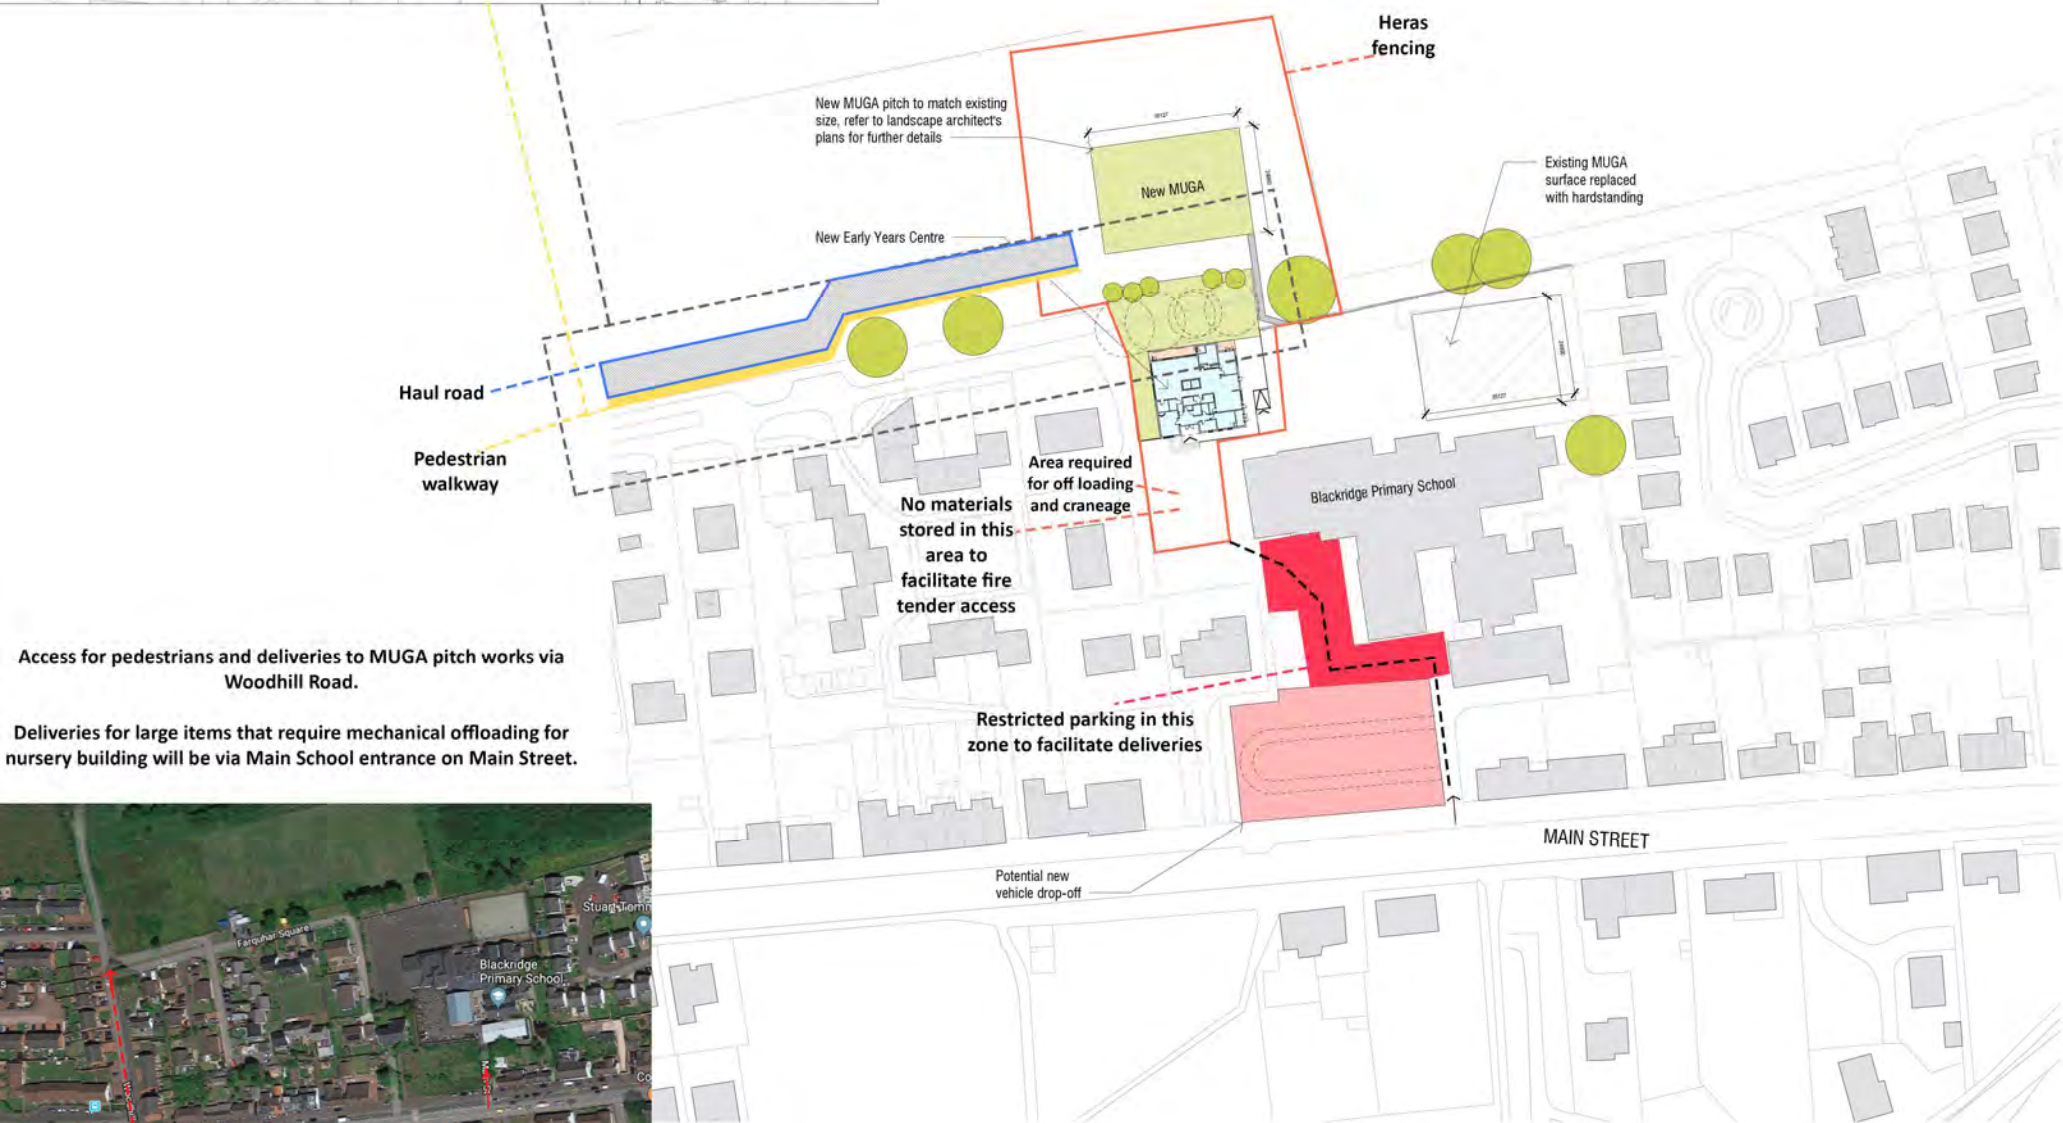 Heras
fencing
New MUGA pitch to match existing
size, refer to landscape architect's
plans for further details
New MUGA
Existing MUGA
surface replaced
with hardstanding
New Early Years Centre
Haul road
Pedestrian
walkway
Area required
for off loading
and craneage
No materials
stored in this
area to
facilitate fire
tender access
Blackridge Primary School
Access for pedestrians and deliveries to MUGA pitch works via
Woodhill Road.
Deliveries for large items that require mechanical offloading for
nursery building will be via Main School entrance on Main Street.
Restricted parking in this
zone to facilitate deliveries
MAIN STREET
Potential new
vehicle drop-off
Farquhar Square
Blackridge
Primary School